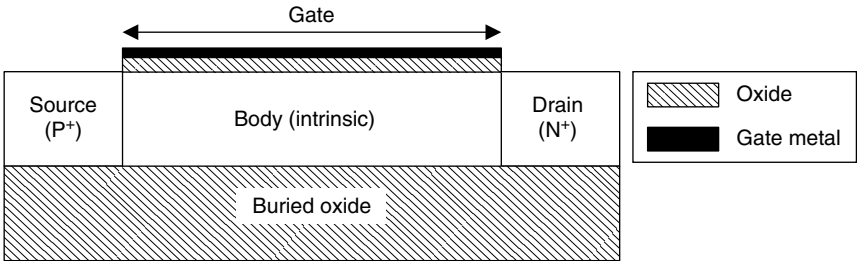 Gate
Source
(P⁺)
Body (intrinsic)
Drain
(N⁺)
Buried oxide
Oxide
Gate metal